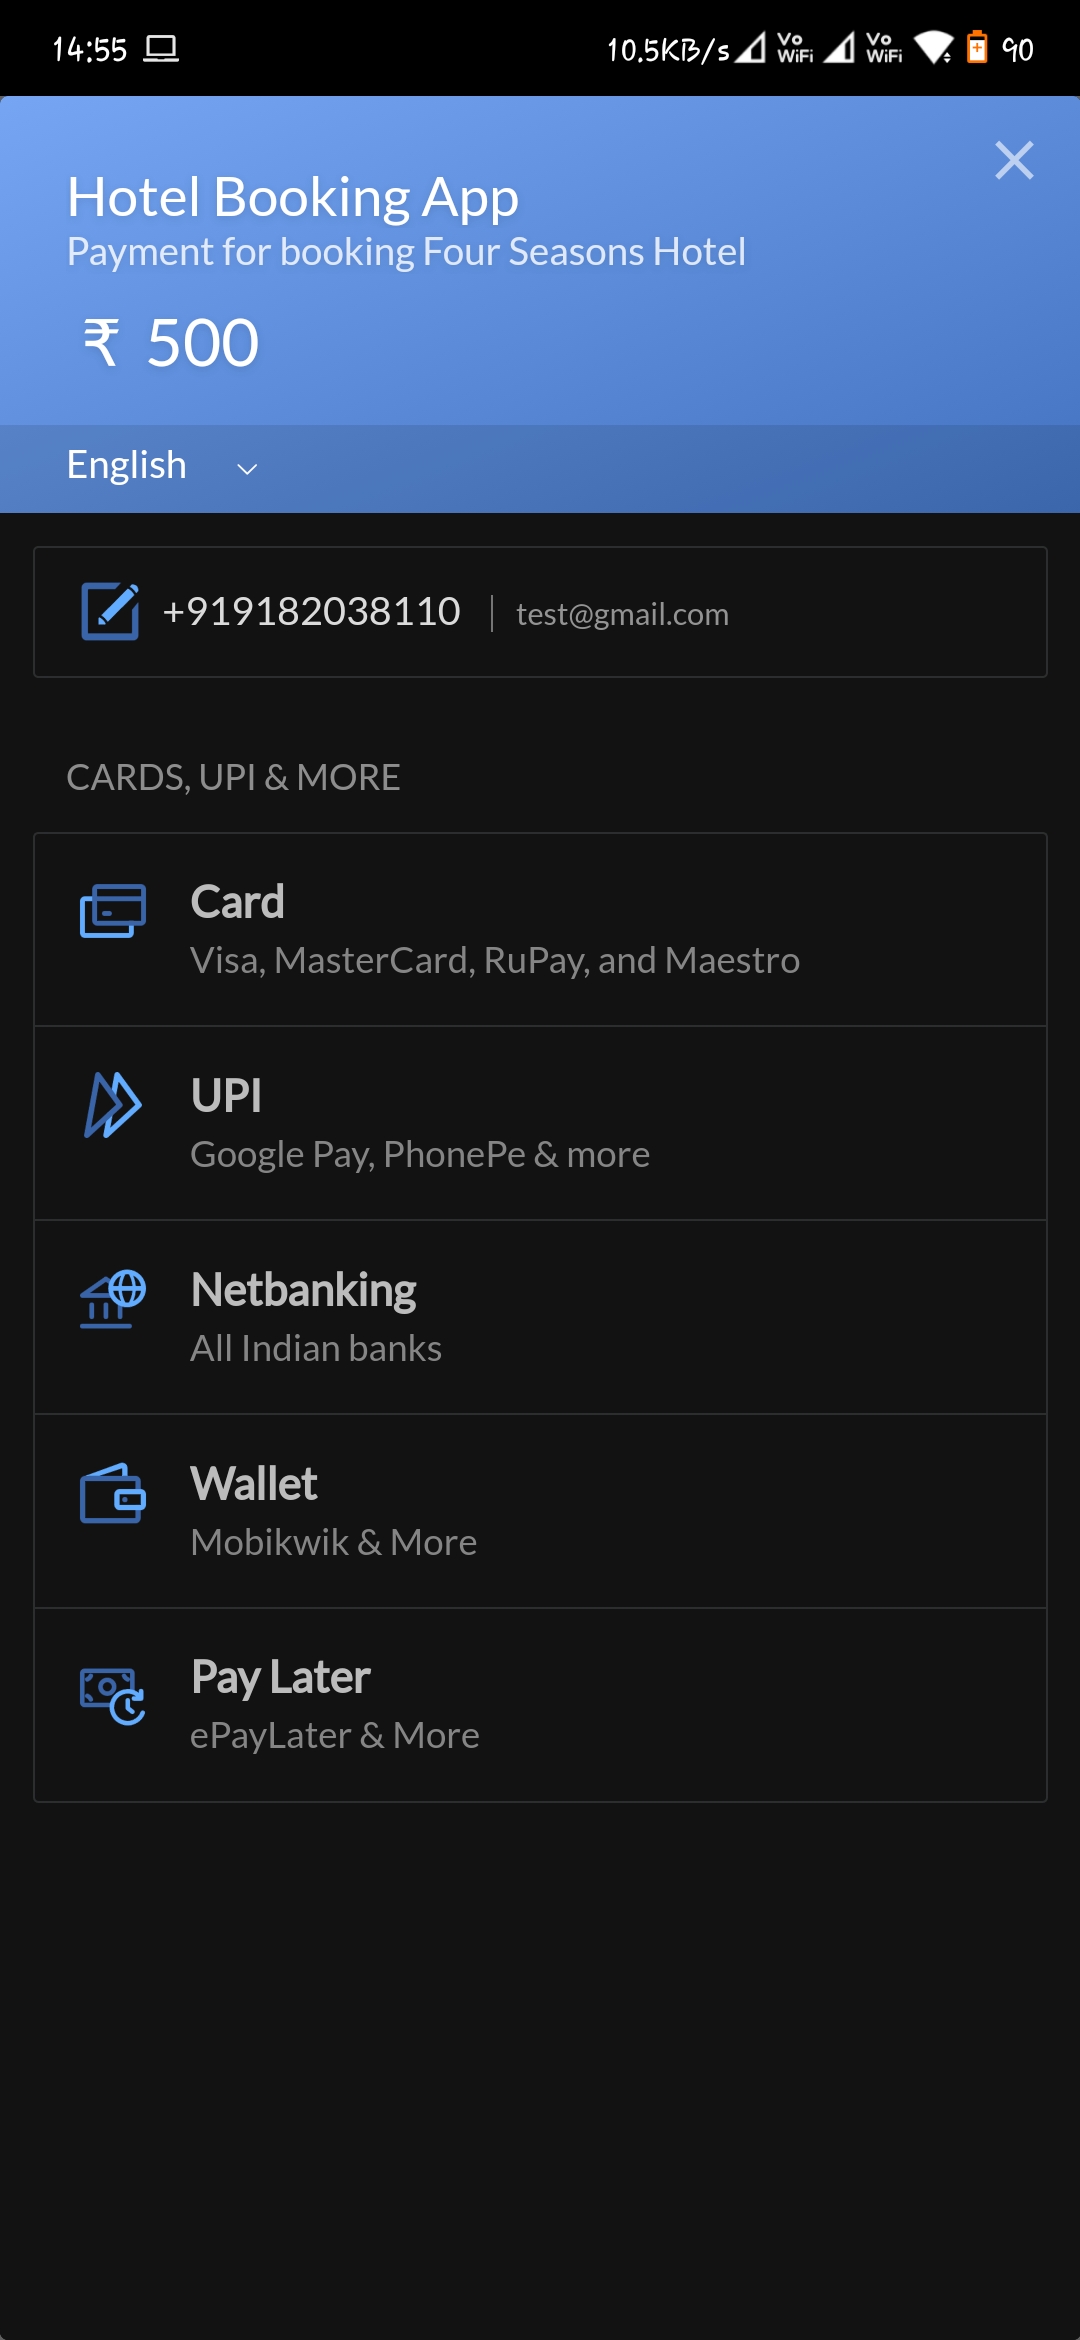 14:55 10.5KB/s Vo WiFi Vo WiFi 90
Hotel Booking App
Payment for booking Four Seasons Hotel
₹ 500
English
+919182038110 | test@gmail.com
CARDS, UPI & MORE
Card
Visa, MasterCard, RuPay, and Maestro
UPI
Google Pay, PhonePe & more
Netbanking
All Indian banks
Wallet
Mobikwik & More
Pay Later
ePayLater & More